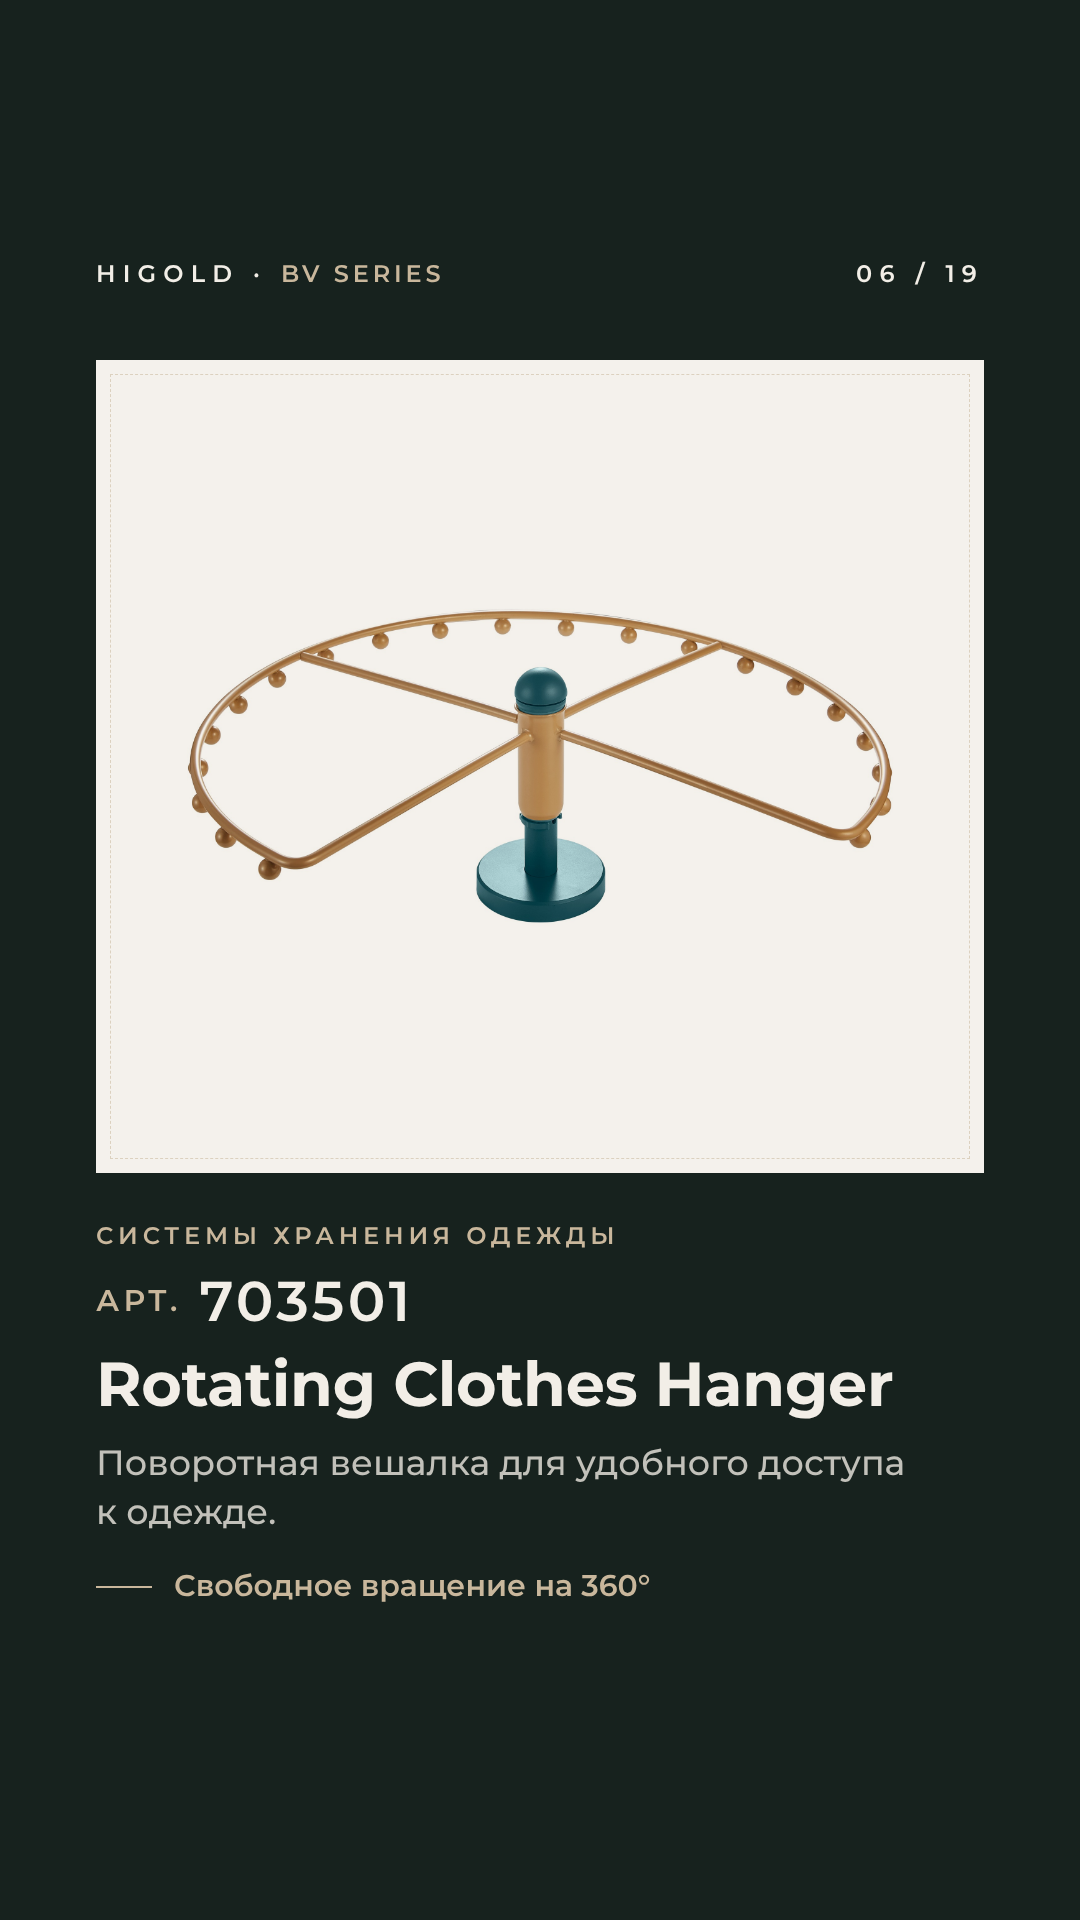 HIGOLD · BV SERIES
06 / 19
СИСТЕМЫ ХРАНЕНИЯ ОДЕЖДЫ
АРТ. 703501
Rotating Clothes Hanger
Поворотная вешалка для удобного доступа
к одежде.
Свободное вращение на 360°